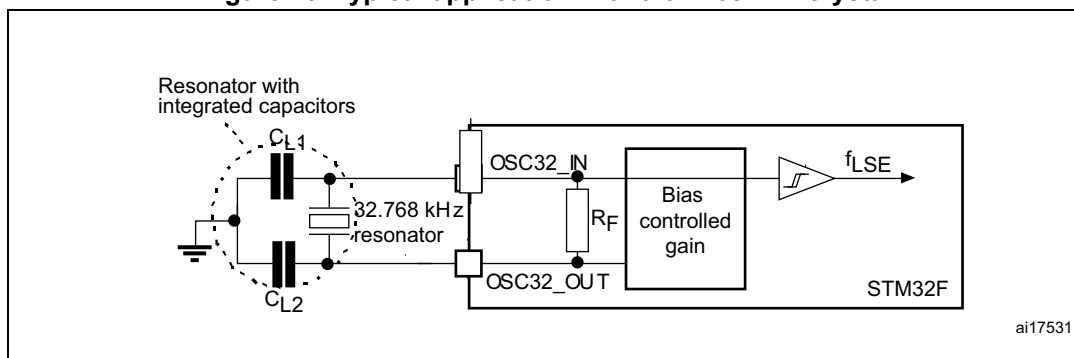 Resonator with
integrated capacitors
CL1
OSC32_IN
fLSE
32.768 kHz
resonator
RF
Bias
controlled
gain
OSC32_OUT
STM32F
CL2
ai17531